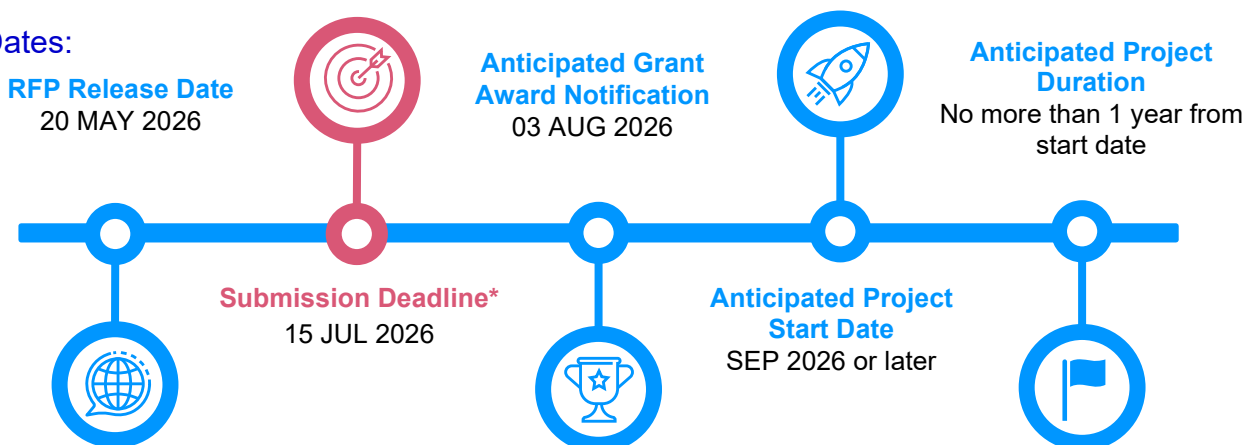 Dates:
RFP Release Date
20 MAY 2026
Submission Deadline*
15 JUL 2026
Anticipated Grant
Award Notification
03 AUG 2026
Anticipated Project
Start Date
SEP 2026 or later
Anticipated Project
Duration
No more than 1 year from
start date